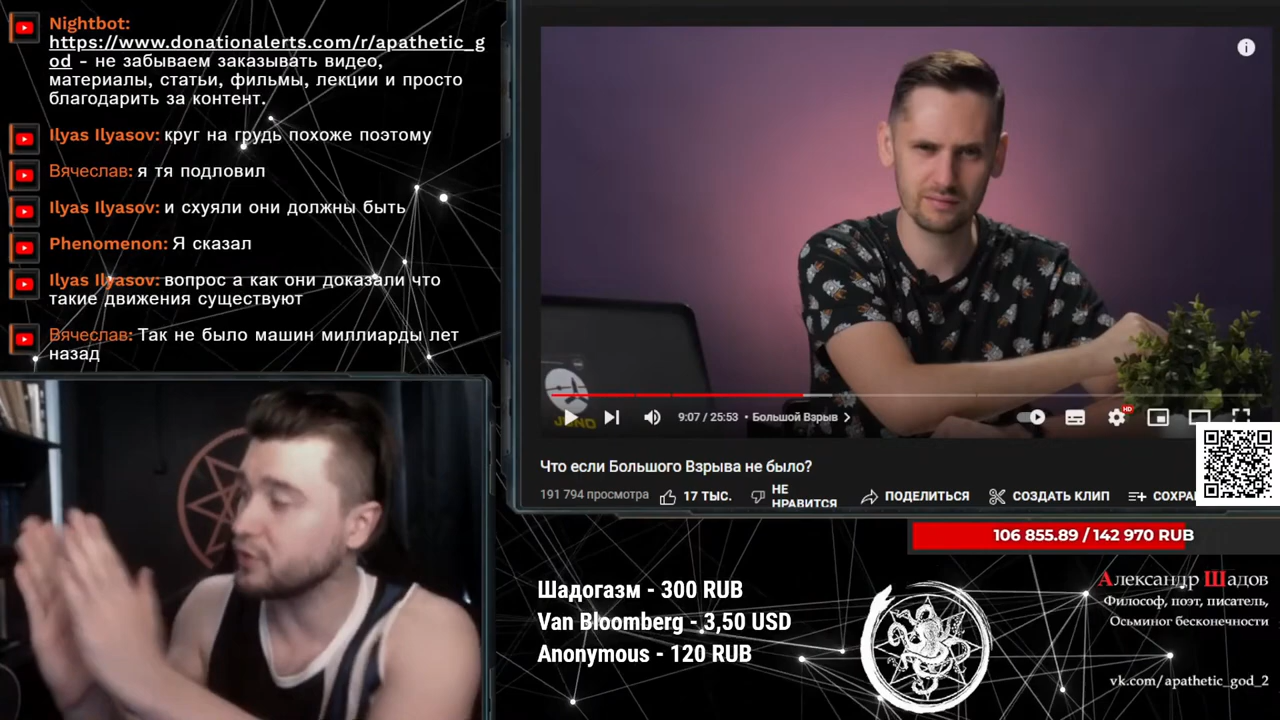 Nightbot:
https://www.donationalerts.com/r/apathetic_g
od - не забываем заказывать видео,
материалы, статьи, фильмы, лекции и просто
благодарить за контент.
Ilyas Ilyasov: круг на грудь похоже поэтому
Вячеслав: я тя подловил
Ilyas Ilyasov: и схуяли они должны быть
Phenomenon: Я сказал
Ilyas Ilyasov: вопрос а как они доказали что
такие движения существуют
Вячеслав: Так не было машин миллиарды лет
назад
9:07 / 25:53 • Большой Взрыв
HD
Что если Большого Взрыва не было?
191 794 просмотра
17 ТЫС.
НЕ
НРАВИТСЯ
ПОДЕЛИТЬСЯ
СОЗДАТЬ КЛИП
106 855.89 / 142 970 RUB
Шадогазм - 300 RUB
Van Bloomberg - 3,50 USD
Anonymous - 120 RUB
Александр Шадов
Философ, поэт, писатель,
Осьминог бесконечности
vk.com/apathetic_god_2